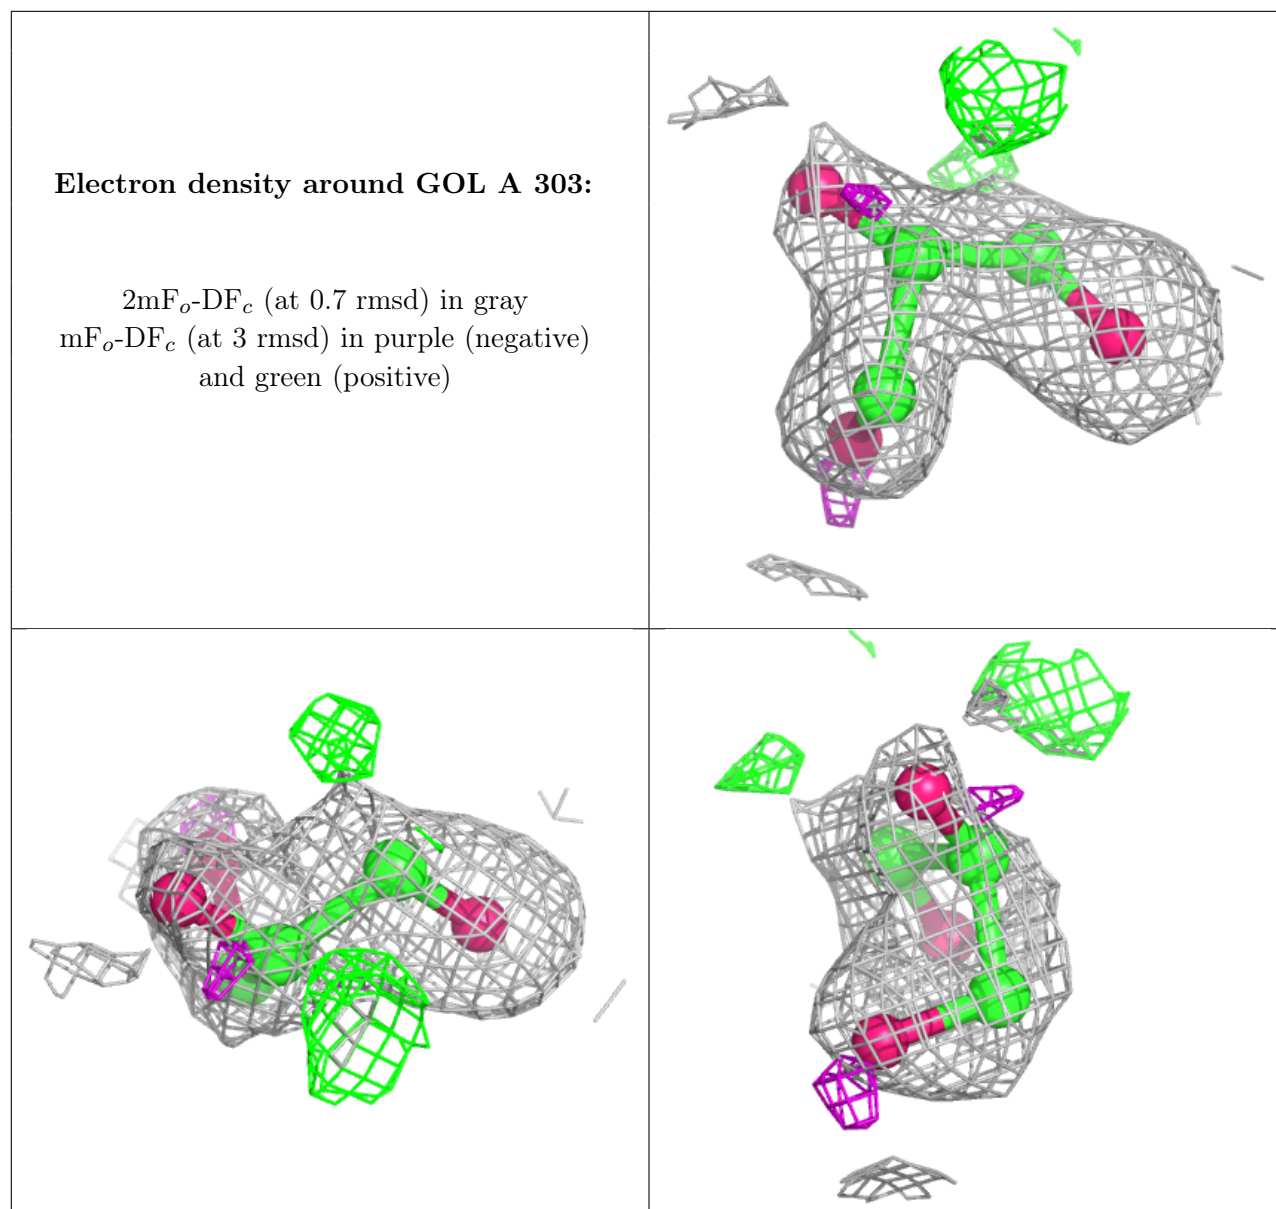 Electron density around GOL A 303:
2mFₒ-DF𝒸 (at 0.7 rmsd) in gray
mFₒ-DF𝒸 (at 3 rmsd) in purple (negative)
and green (positive)